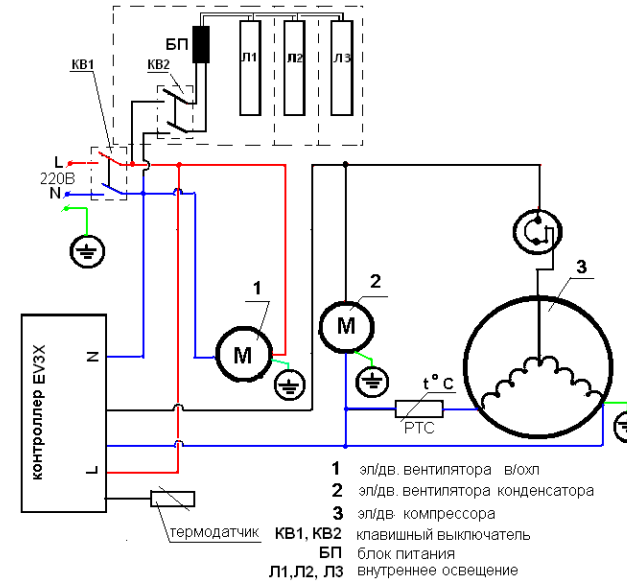 БП
Л1 Л2 Л3
КВ1
КВ2
L
220В
N
1
2
3
М
М
контроллер EV3X
N
L
t°C
РТС
термодатчик
1 эл/дв. вентилятора в/охл
2 эл/дв. вентилятора конденсатора
3 эл/дв. компрессора
КВ1, КВ2 клавишный выключатель
БП блок питания
Л1,Л2, Л3 внутреннее освещение